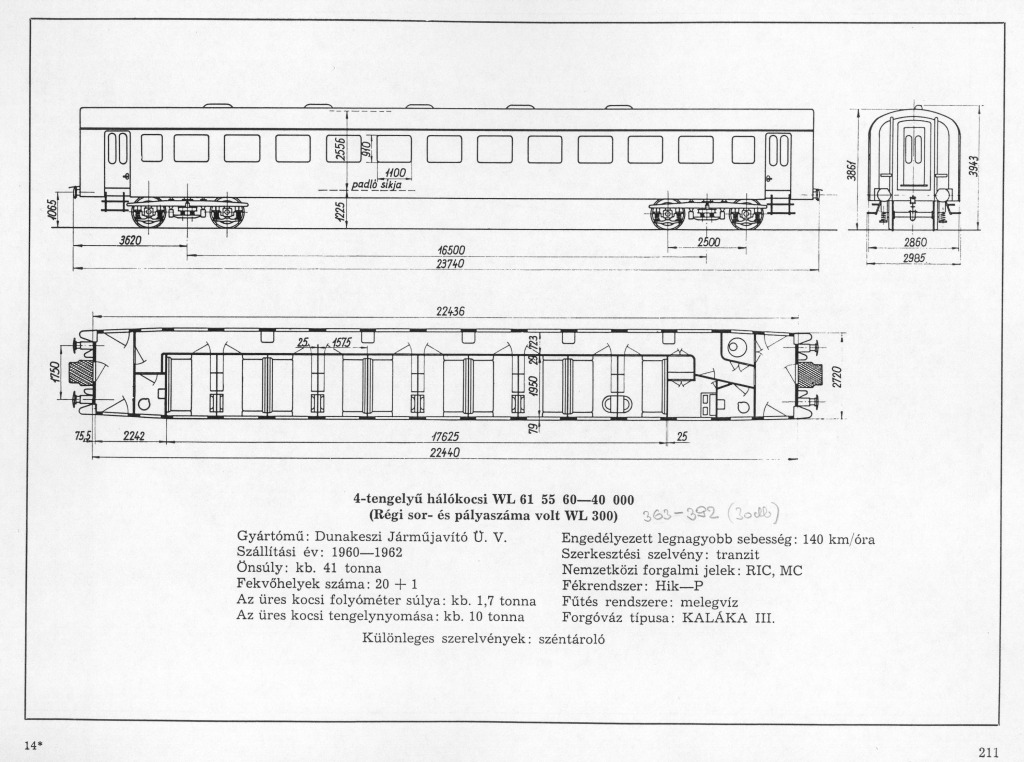 2556
910
1100
padló síkja
1065
1225
3861
3943
3620
16500
2500
23740
2860
2985
22436
25
1575
29
723
1750
1950
2720
79
75,5
2242
17625
25
22440
4-tengelyű hálókocsi WL 61 55 60—40 000
(Régi sor- és pályaszáma volt WL 300) 363-392 (30db)
Gyártómű: Dunakeszi Járműjavító Ü. V.
Szállítási év: 1960—1962
Önsúly: kb. 41 tonna
Fekvőhelyek száma: 20 + 1
Az üres kocsi folyóméter súlya: kb. 1,7 tonna
Az üres kocsi tengelynyomása: kb. 10 tonna
Engedélyezett legnagyobb sebesség: 140 km/óra
Szerkesztési szelvény: tranzit
Nemzetközi forgalmi jelek: RIC, MC
Fékrendszer: Hik—P
Fűtés rendszere: melegvíz
Forgóváz típusa: KALÁKA III.
Különleges szerelvények: széntároló
14*
211